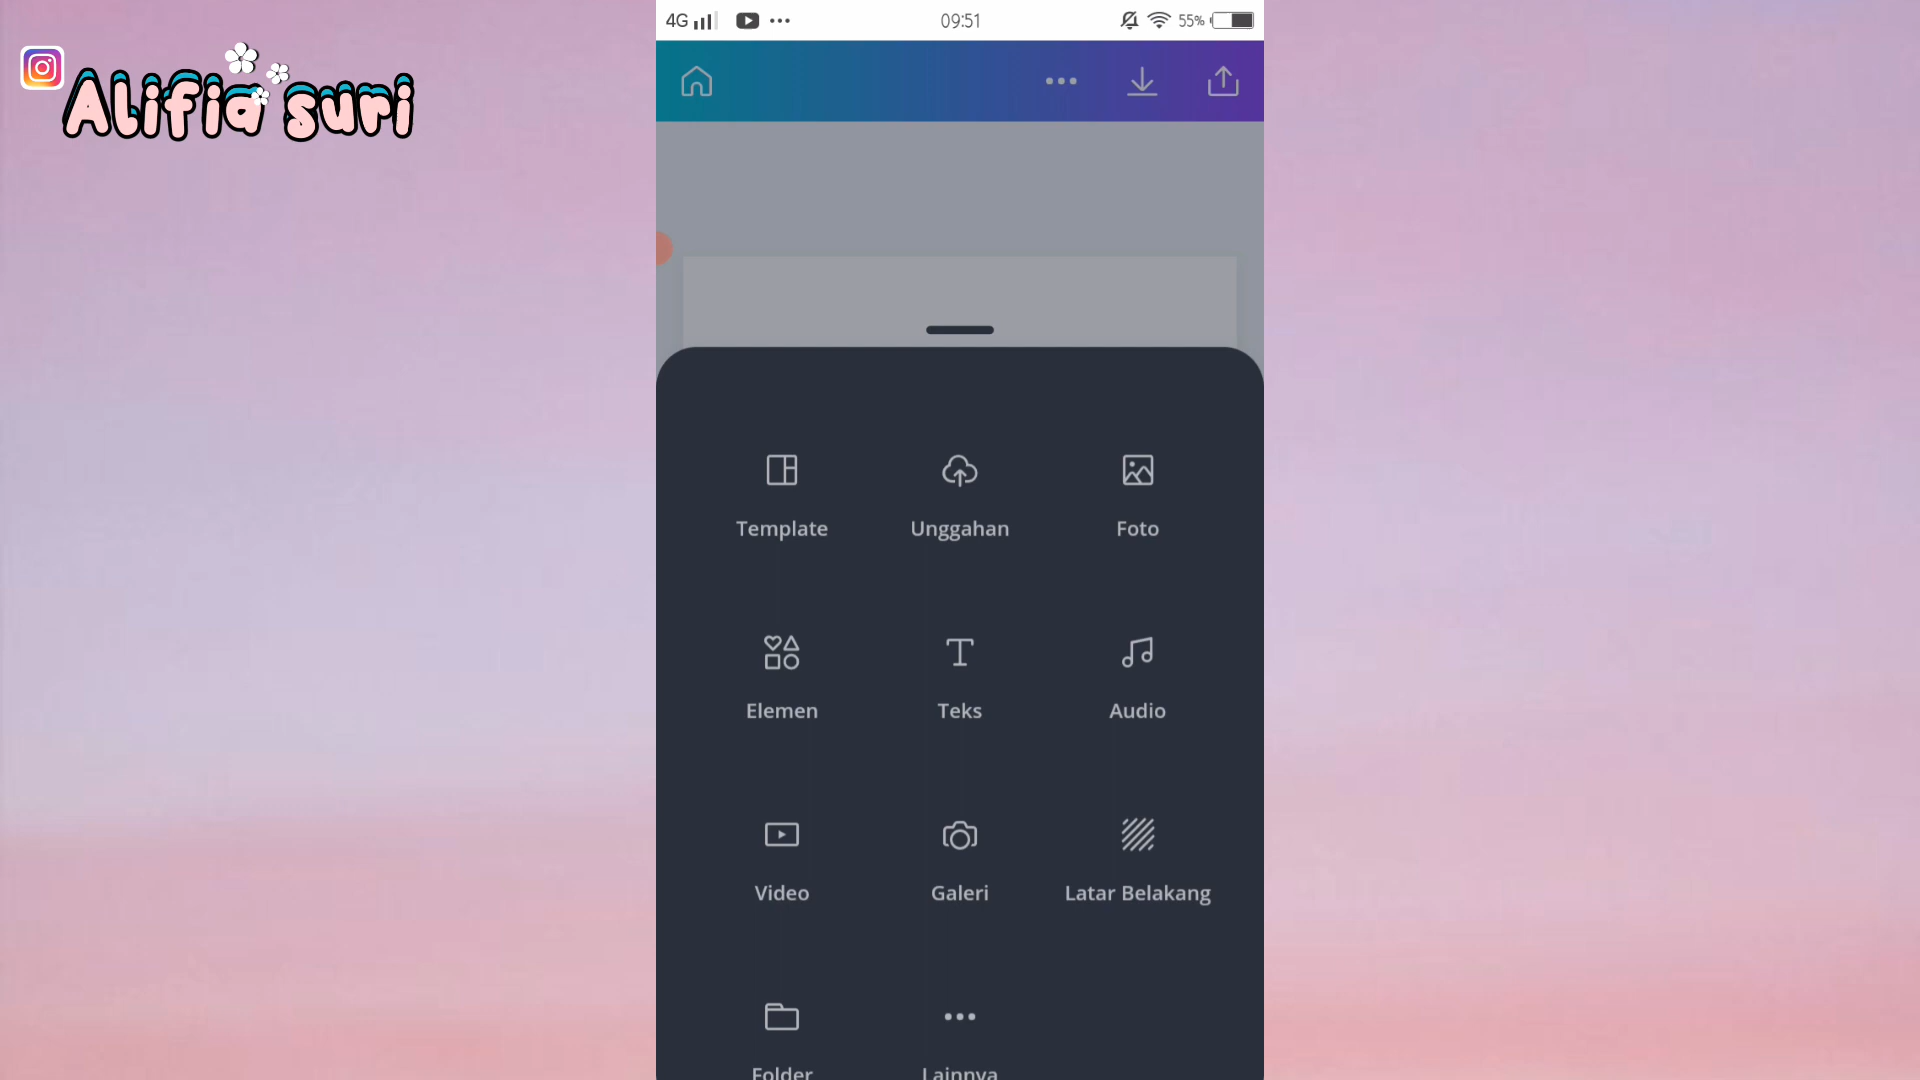 4G 09:51 55%
Alifia suri
Template Unggahan Foto
Elemen Teks Audio
Video Galeri Latar Belakang
Folder Lainnya